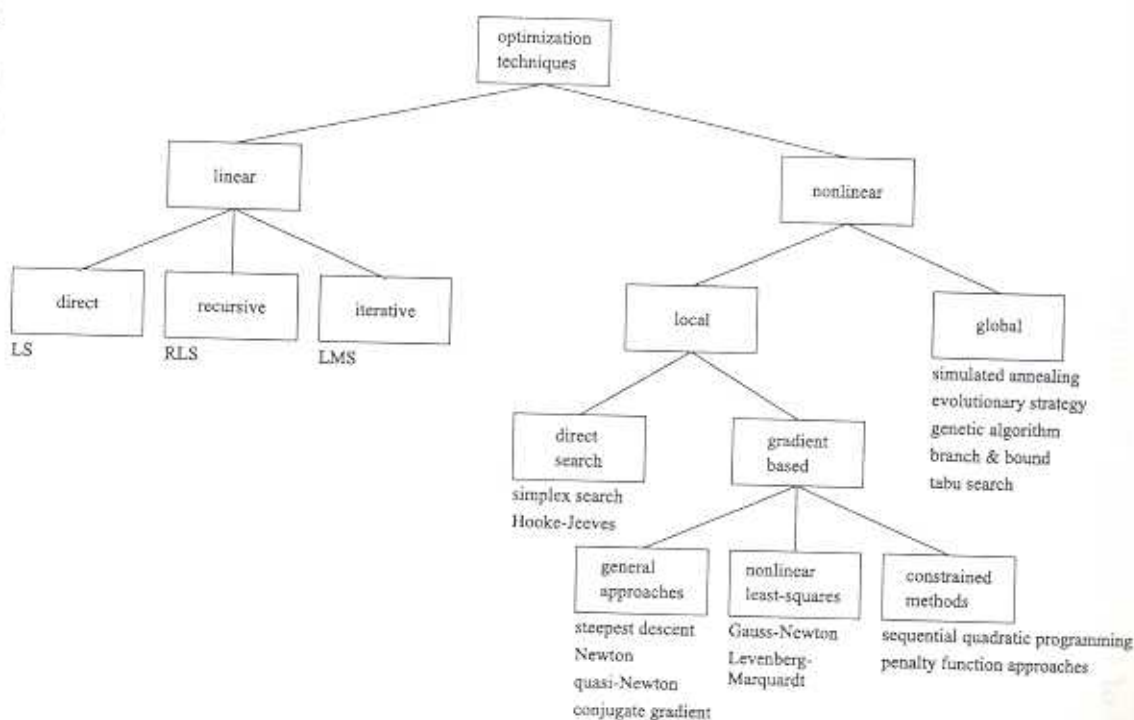 optimization
techniques
linear
nonlinear
direct
LS
recursive
RLS
iterative
LMS
local
global
simulated annealing
evolutionary strategy
genetic algorithm
branch & bound
tabu search
direct
search
simplex search
Hooke-Jeeves
gradient
based
general
approaches
steepest descent
Newton
quasi-Newton
conjugate gradient
nonlinear
least-squares
Gauss-Newton
Levenberg-
Marquardt
constrained
methods
sequential quadratic programming
penalty function approaches